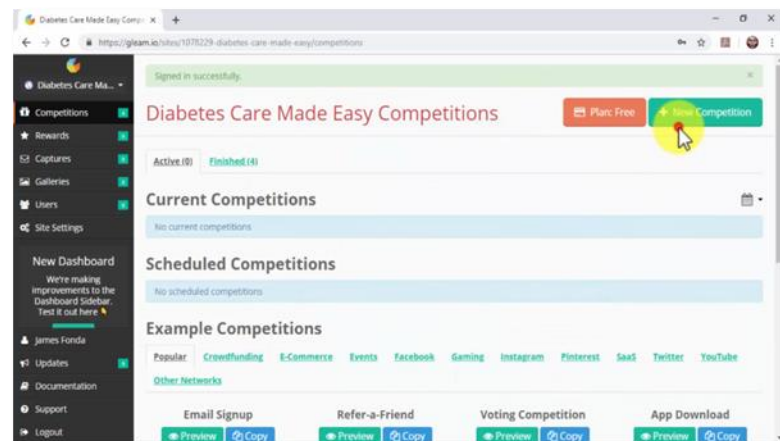 Diabetes Care Made Easy Compe
https://gleam.io/sites/1078229-diabetes-care-made-easy/competitions
Diabetes Care Ma...
Signed in successfully.
Competitions
Diabetes Care Made Easy Competitions
Plan: Free
+ New Competition
Rewards
Captures
Active (0)
Finished (4)
Galleries
Users
Current Competitions
No current competitions
Site Settings
New Dashboard
We're making
improvements to the
Dashboard Sidebar.
Test it out here
Scheduled Competitions
No scheduled competitions
Example Competitions
James Fonda
Updates
Documentation
Support
Logout
Popular Crowdfunding E-Commerce Events Facebook Gaming Instagram Pinterest SaaS Twitter YouTube
Other Networks
Email Signup Refer-a-Friend Voting Competition App Download
Preview Copy Preview Copy Preview Copy Preview Copy